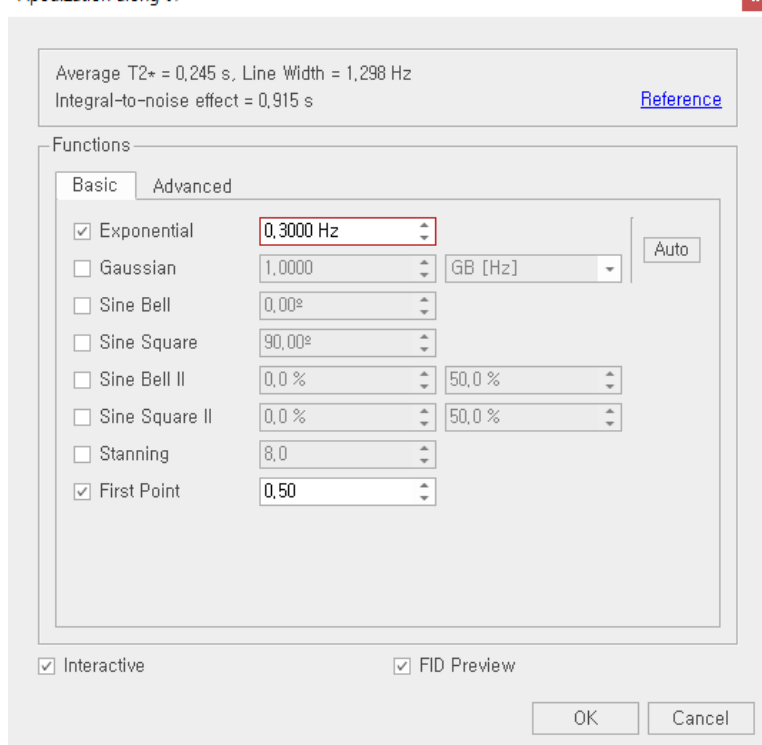 Average T2* = 0,245 s, Line Width = 1,298 Hz
Integral-to-noise effect = 0,915 s
Reference
Functions
Basic Advanced
Exponential 0,3000 Hz
Auto
Gaussian 1,0000 GB [Hz]
Sine Bell 0,00º
Sine Square 90,00º
Sine Bell II 0,0 % 50,0 %
Sine Square II 0,0 % 50,0 %
Stanning 8,0
First Point 0,50
Interactive FID Preview
OK Cancel